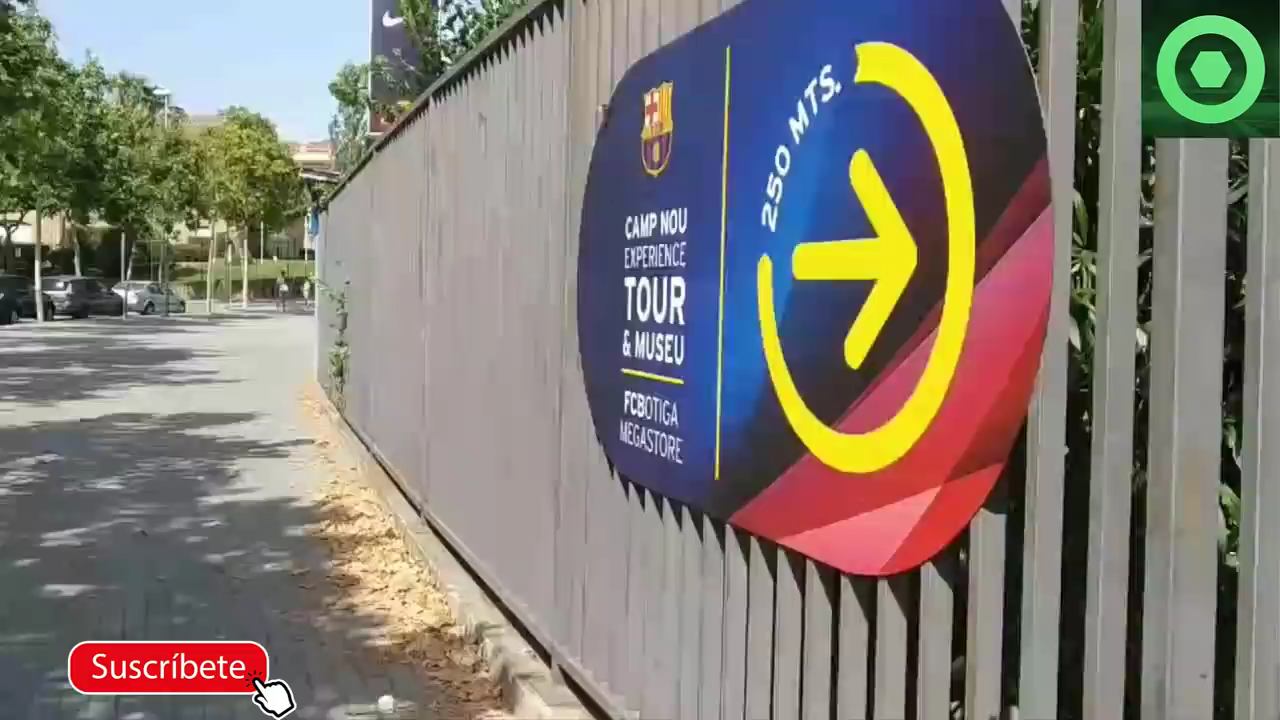 CAMP NOU
EXPERIENCE
TOUR
& MUSEU
FCBOTIGA
MEGASTORE
250 MTS.
Suscríbete